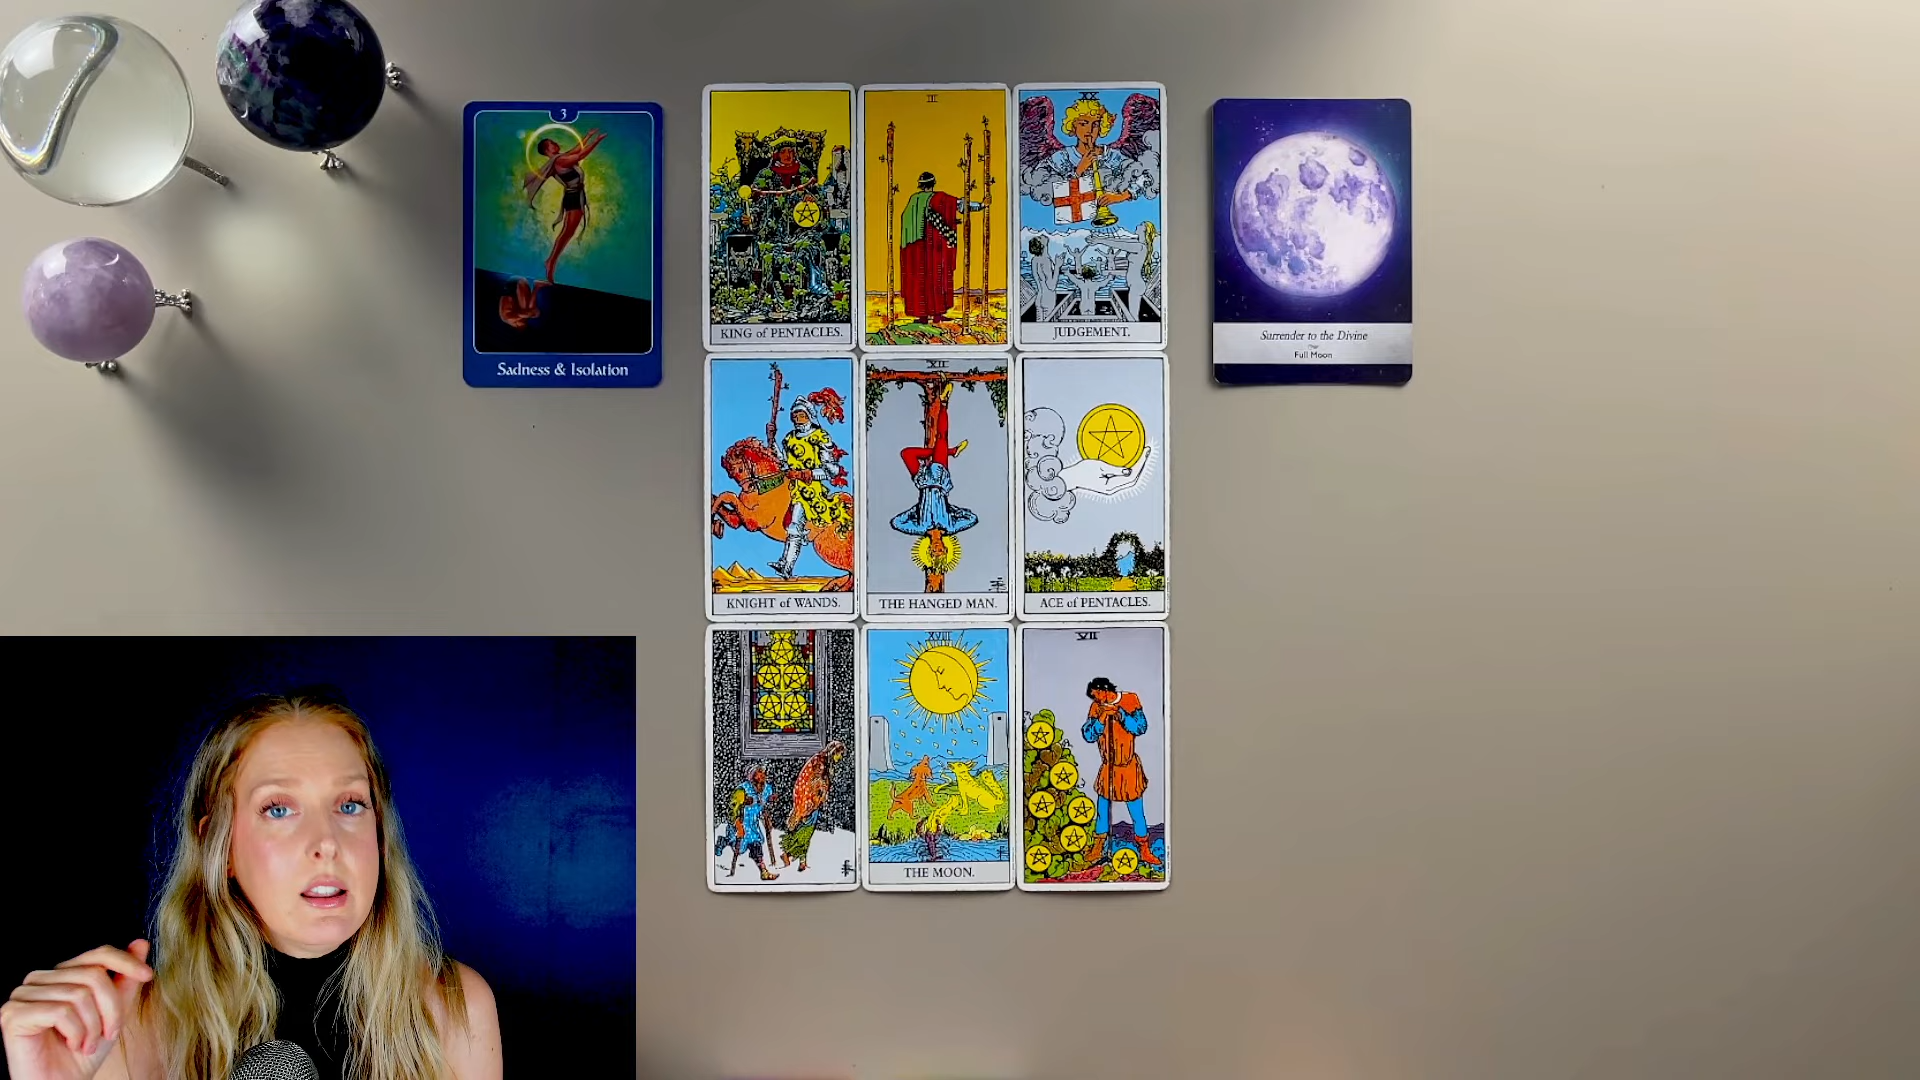 3
Sadness & Isolation
KING of PENTACLES.
III
XX
JUDGEMENT.
Surrender to the Divine
Full Moon
KNIGHT of WANDS.
XII
THE HANGED MAN.
ACE of PENTACLES.
XVIII
THE MOON.
VII